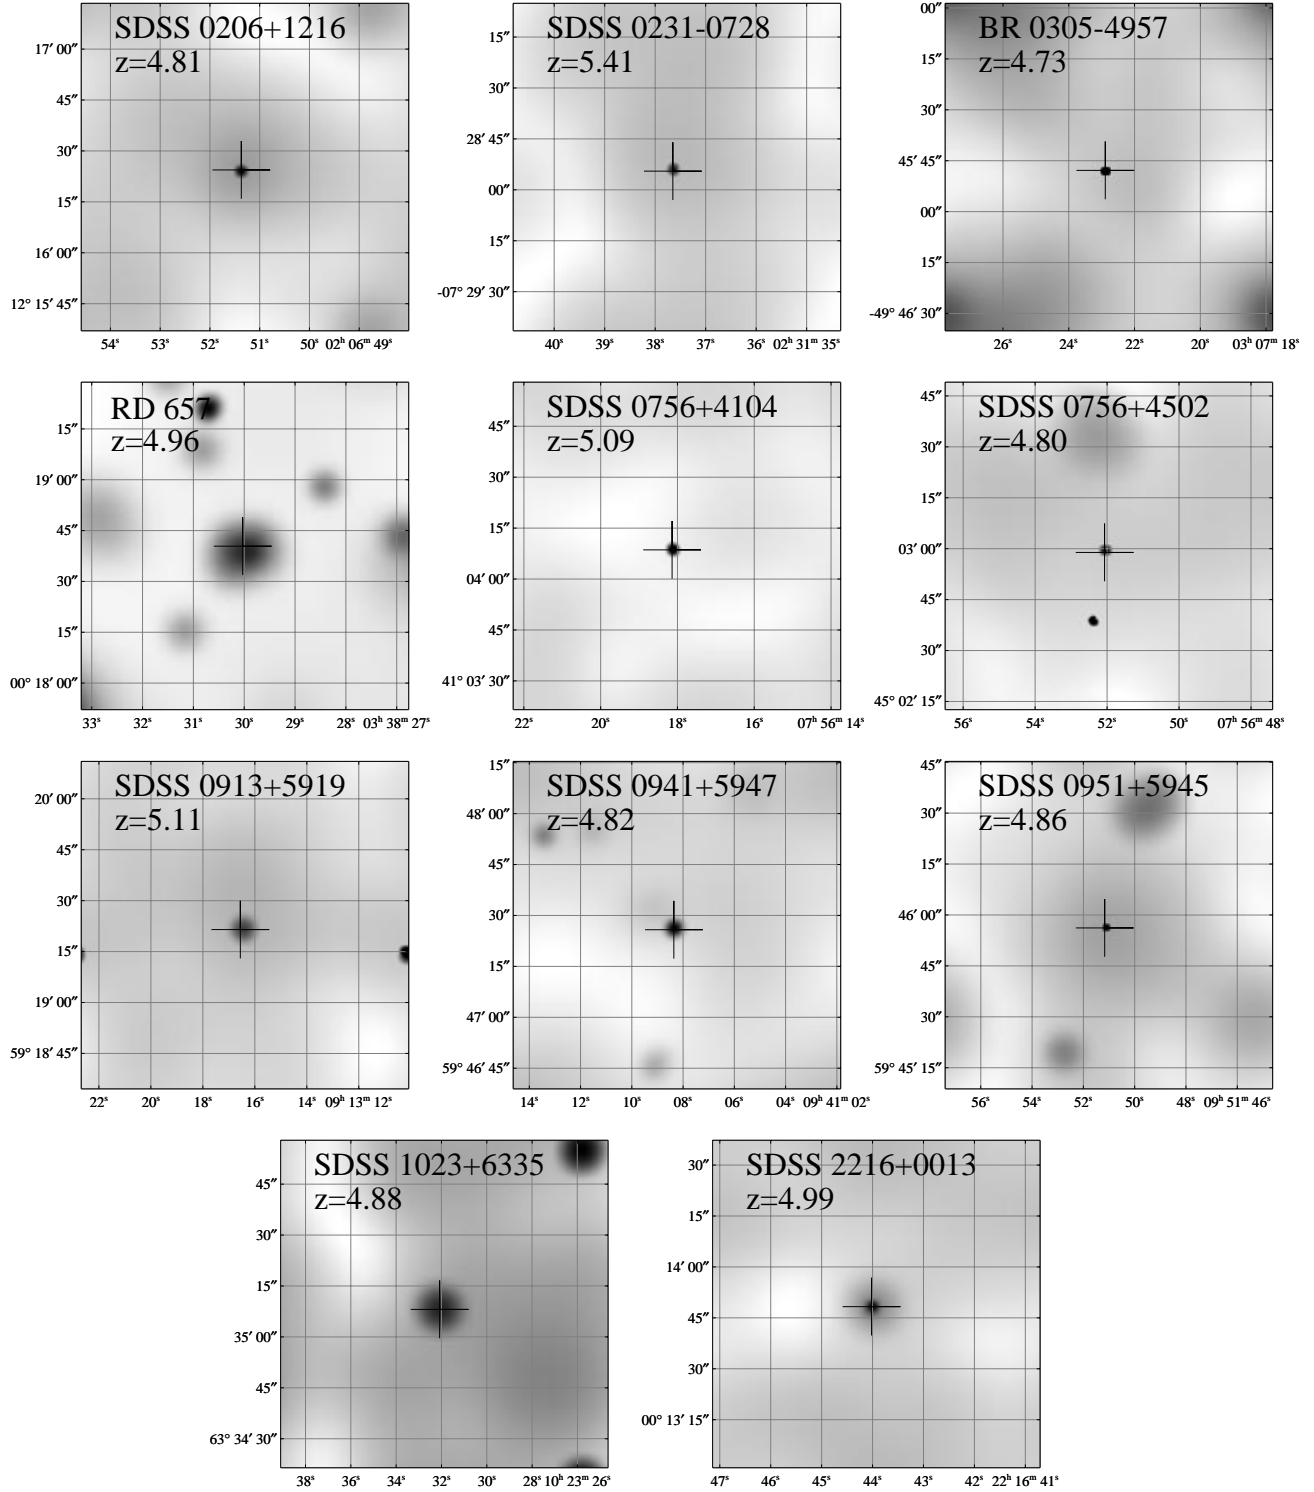 SDSS 0206+1216
z=4.81
17′ 00″
45″
30″
15″
16′ 00″
12° 15′ 45″
54ˢ 53ˢ 52ˢ 51ˢ 50ˢ 02ʰ 06ᵐ 49ˢ
SDSS 0231-0728
z=5.41
15″
30″
28′ 45″
00″
15″
-07° 29′ 30″
40ˢ 39ˢ 38ˢ 37ˢ 36ˢ 02ʰ 31ᵐ 35ˢ
BR 0305-4957
z=4.73
00″
15″
30″
45′ 45″
00″
15″
-49° 46′ 30″
26ˢ 24ˢ 22ˢ 20ˢ 03ʰ 07ᵐ 18ˢ
RD 657
z=4.96
15″
19′ 00″
45″
30″
15″
00° 18′ 00″
33ˢ 32ˢ 31ˢ 30ˢ 29ˢ 28ˢ 03ʰ 38ᵐ 27ˢ
SDSS 0756+4104
z=5.09
45″
30″
15″
04′ 00″
45″
41° 03′ 30″
22ˢ 20ˢ 18ˢ 16ˢ 07ʰ 56ᵐ 14ˢ
SDSS 0756+4502
z=4.80
45″
30″
15″
03′ 00″
45″
30″
45° 02′ 15″
56ˢ 54ˢ 52ˢ 50ˢ 07ʰ 56ᵐ 48ˢ
SDSS 0913+5919
z=5.11
20′ 00″
45″
30″
15″
19′ 00″
59° 18′ 45″
22ˢ 20ˢ 18ˢ 16ˢ 14ˢ 09ʰ 13ᵐ 12ˢ
SDSS 0941+5947
z=4.82
15″
48′ 00″
45″
30″
15″
47′ 00″
59° 46′ 45″
14ˢ 12ˢ 10ˢ 08ˢ 06ˢ 04ˢ 09ʰ 41ᵐ 02ˢ
SDSS 0951+5945
z=4.86
45″
30″
15″
46′ 00″
45″
30″
59° 45′ 15″
56ˢ 54ˢ 52ˢ 50ˢ 48ˢ 09ʰ 51ᵐ 46ˢ
SDSS 1023+6335
z=4.88
45″
30″
15″
35′ 00″
45″
63° 34′ 30″
38ˢ 36ˢ 34ˢ 32ˢ 30ˢ 28ˢ 10ʰ 23ᵐ 26ˢ
SDSS 2216+0013
z=4.99
30″
15″
14′ 00″
45″
30″
00° 13′ 15″
47ˢ 46ˢ 45ˢ 44ˢ 43ˢ 42ˢ 22ʰ 16ᵐ 41ˢ